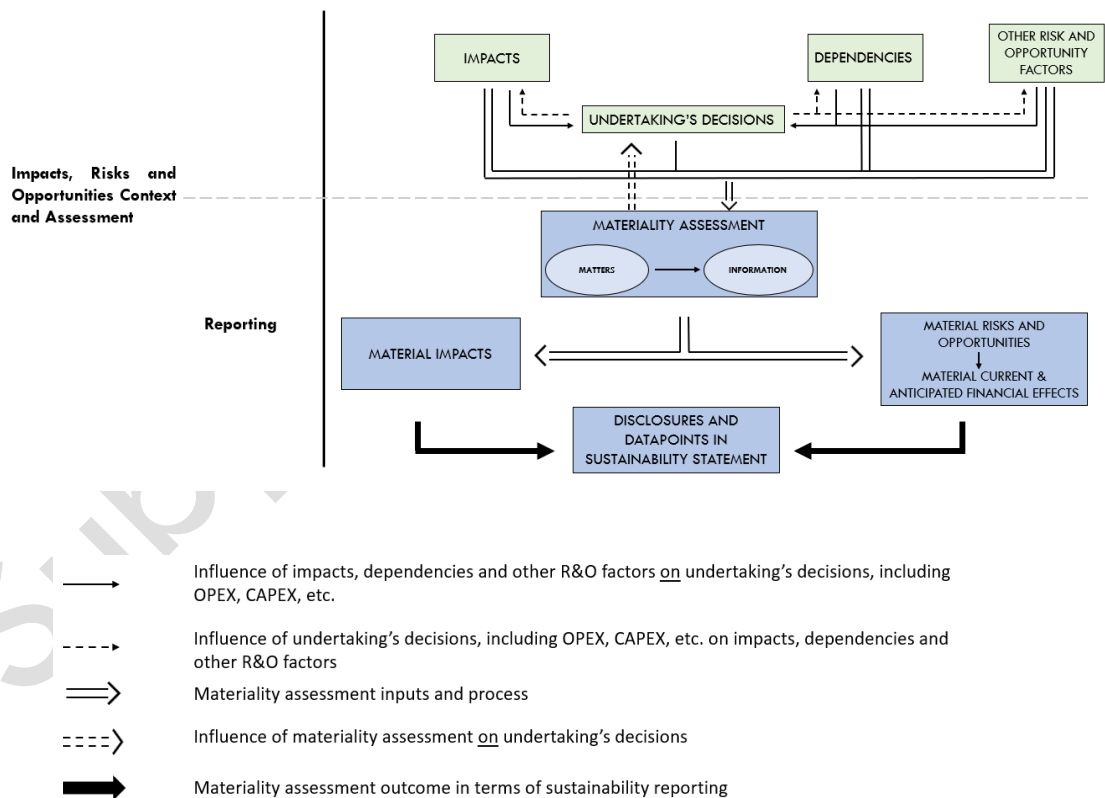 IMPACTS
DEPENDENCIES
OTHER RISK AND
OPPORTUNITY
FACTORS
UNDERTAKING'S DECISIONS
Impacts, Risks and
Opportunities Context
and Assessment
MATERIALITY ASSESSMENT
MATTERS
INFORMATION
Reporting
MATERIAL IMPACTS
MATERIAL RISKS AND
OPPORTUNITIES
MATERIAL CURRENT &
ANTICIPATED FINANCIAL EFFECTS
DISCLOSURES AND
DATAPOINTS IN
SUSTAINABILITY STATEMENT
Influence of impacts, dependencies and other R&O factors on undertaking's decisions, including
OPEX, CAPEX, etc.
Influence of undertaking's decisions, including OPEX, CAPEX, etc. on impacts, dependencies and
other R&O factors
Materiality assessment inputs and process
Influence of materiality assessment on undertaking's decisions
Materiality assessment outcome in terms of sustainability reporting